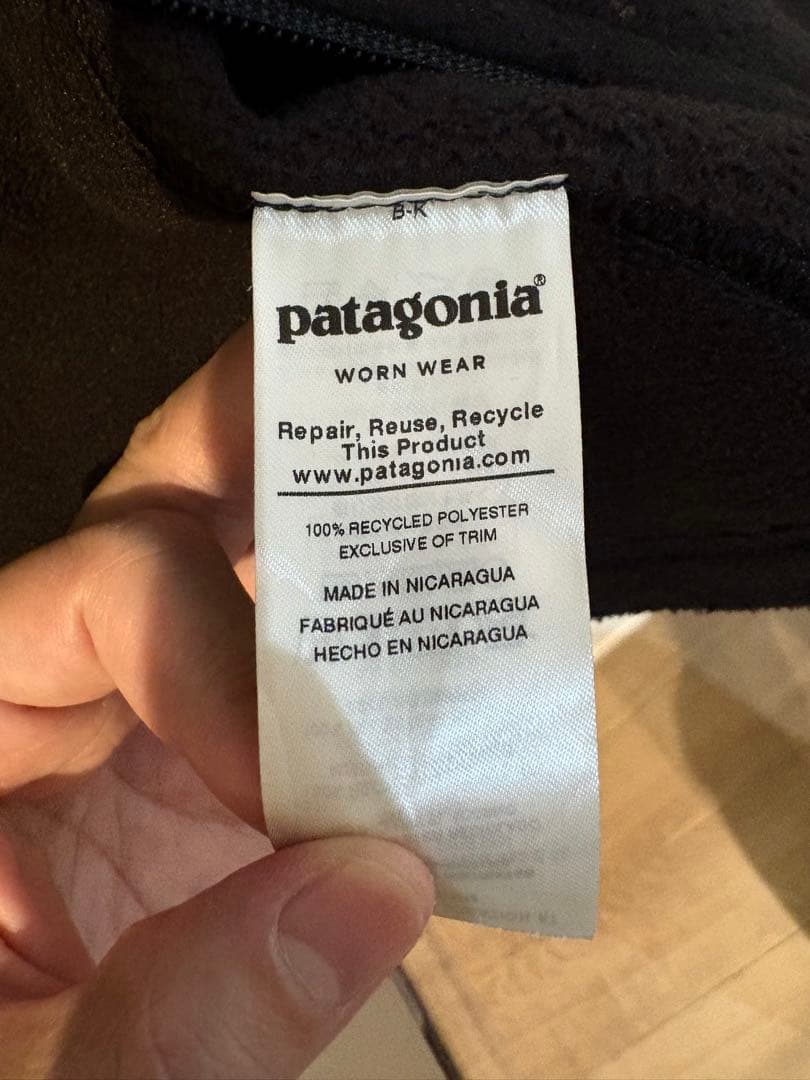 B-K
patagonia®
WORN WEAR
Repair, Reuse, Recycle
This Product
www.patagonia.com
100% RECYCLED POLYESTER
EXCLUSIVE OF TRIM
MADE IN NICARAGUA
FABRIQUÉ AU NICARAGUA
HECHO EN NICARAGUA